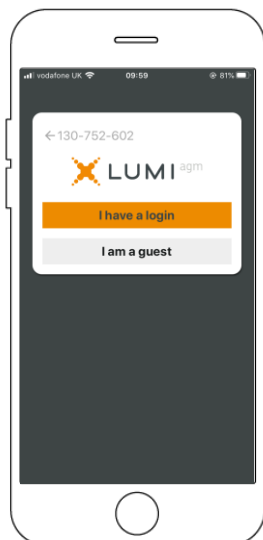 vodafone UK 09:59 81%
←130-752-602
LUMI agm
I have a login
I am a guest